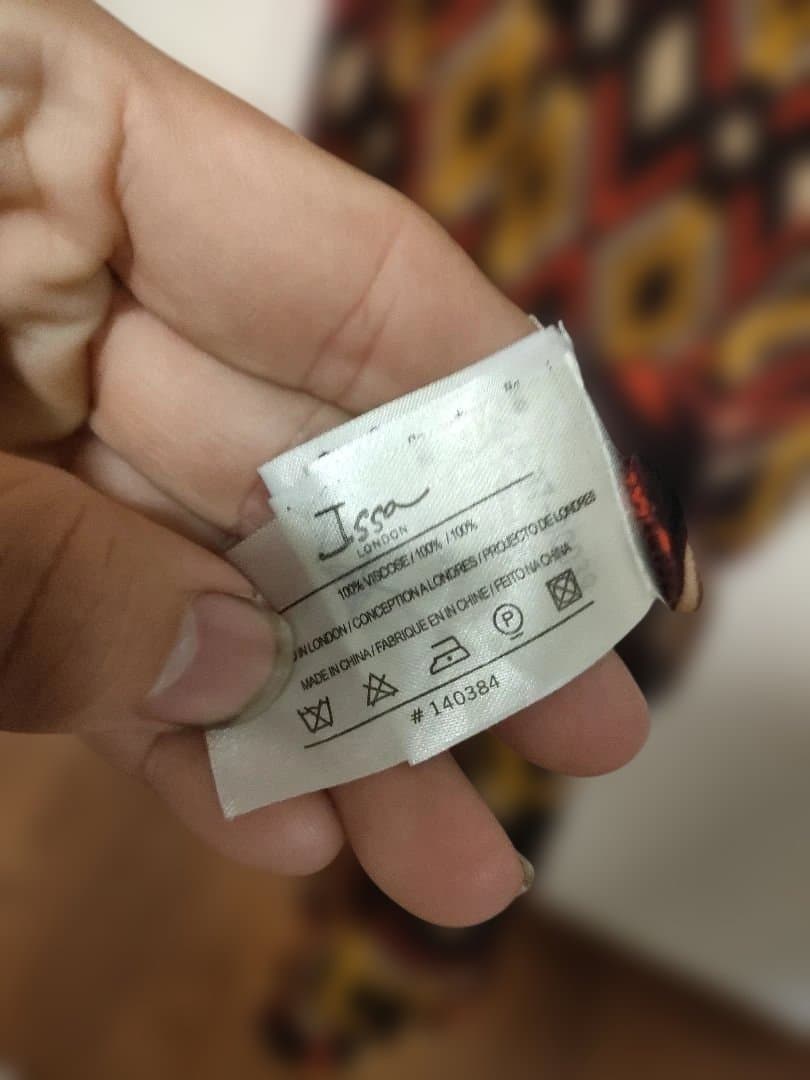 Issa
LONDON
100% VISCOSE / 100% / 100%
IN LONDON / CONCEPTION A LONDRES / PROJECTO DE LONDRES
MADE IN CHINA / FABRIQUE EN IN CHINE / FEITO NA CHINA
P
# 140384